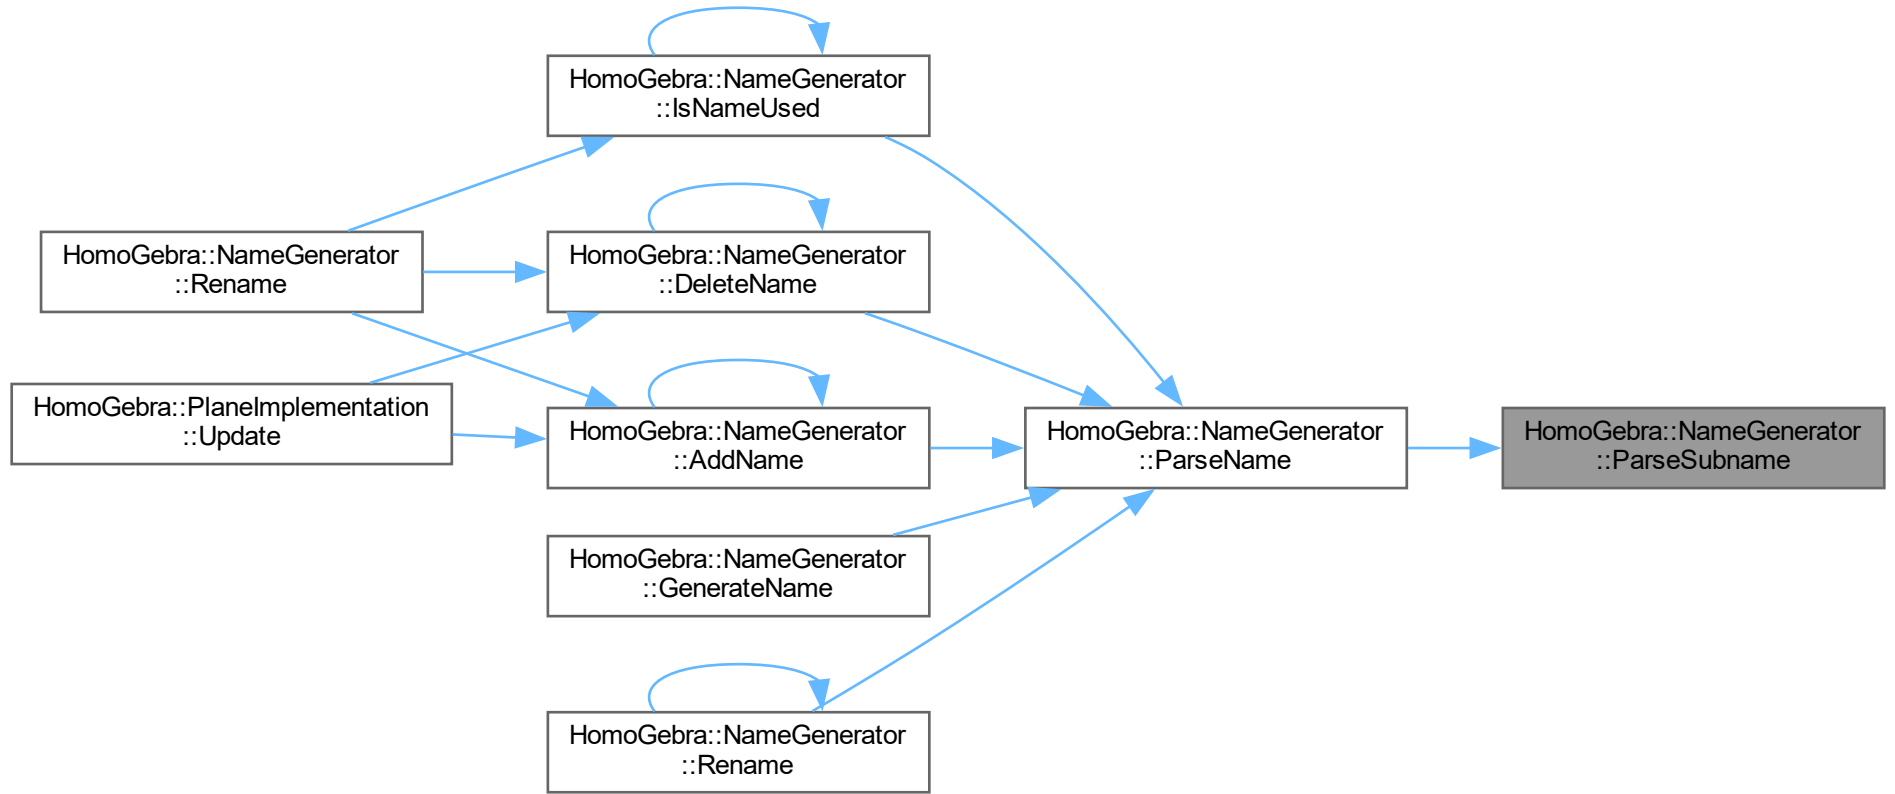 HomoGebra::NameGenerator
::IsNameUsed
HomoGebra::NameGenerator
::Rename
HomoGebra::NameGenerator
::DeleteName
HomoGebra::PlaneImplementation
::Update
HomoGebra::NameGenerator
::AddName
HomoGebra::NameGenerator
::ParseName
HomoGebra::NameGenerator
::ParseSubname
HomoGebra::NameGenerator
::GenerateName
HomoGebra::NameGenerator
::Rename